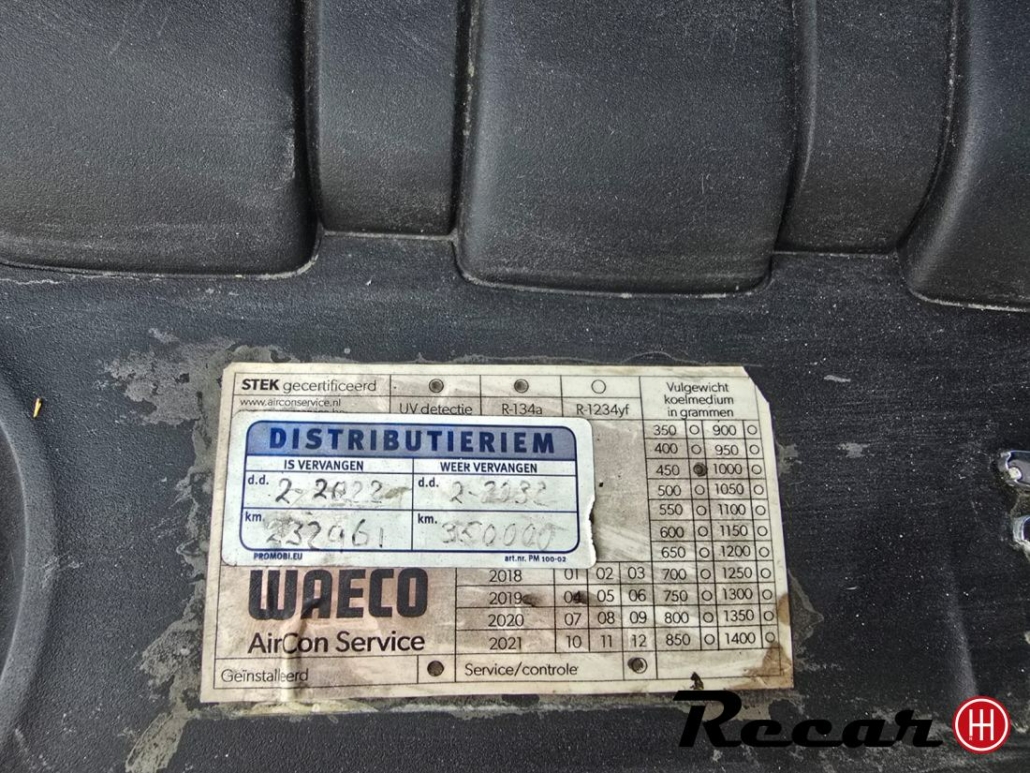 STEK gecertificeerd
www.airconservice.nl
UV detectie R-134a R-1234yf
Vulgewicht
koelmedium
in grammen
350 900
400 950
450 1000
500 1050
550 1100
600 1150
650 1200
DISTRIBUTIERIEM
IS VERVANGEN WEER VERVANGEN
d.d. 2-2022 d.d. 2-2032
km. 232961 km. 350000
PROMOBI.EU art.nr. PM 100-02
WAECO
AirCon Service
2018 01 02 03 700 1250
2019 04 05 06 750 1300
2020 07 08 09 800 1350
2021 10 11 12 850 1400
Geïnstalleerd Service/controle
Recar